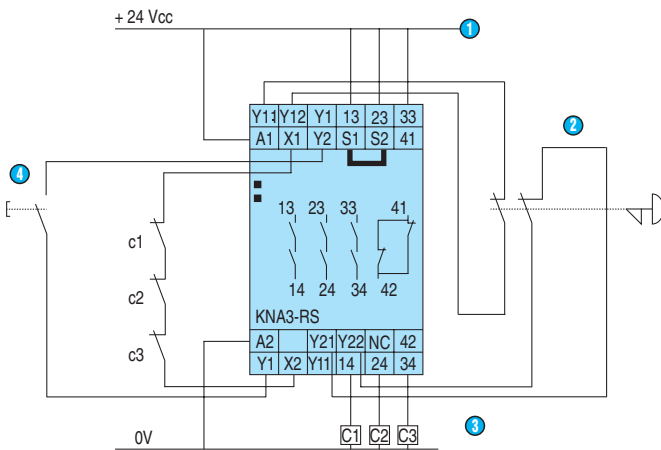 + 24 Vcc
1
Y11 Y12 Y1 13 23 33
A1 X1 Y2 S1 S2 41
2
4
13 23 33 41
c1
c2
14 24 34 42
KNA3-RS
c3
A2 Y21 Y22 NC 42
Y1 X2 Y11 14 24 34
0V
C1 C2 C3
3